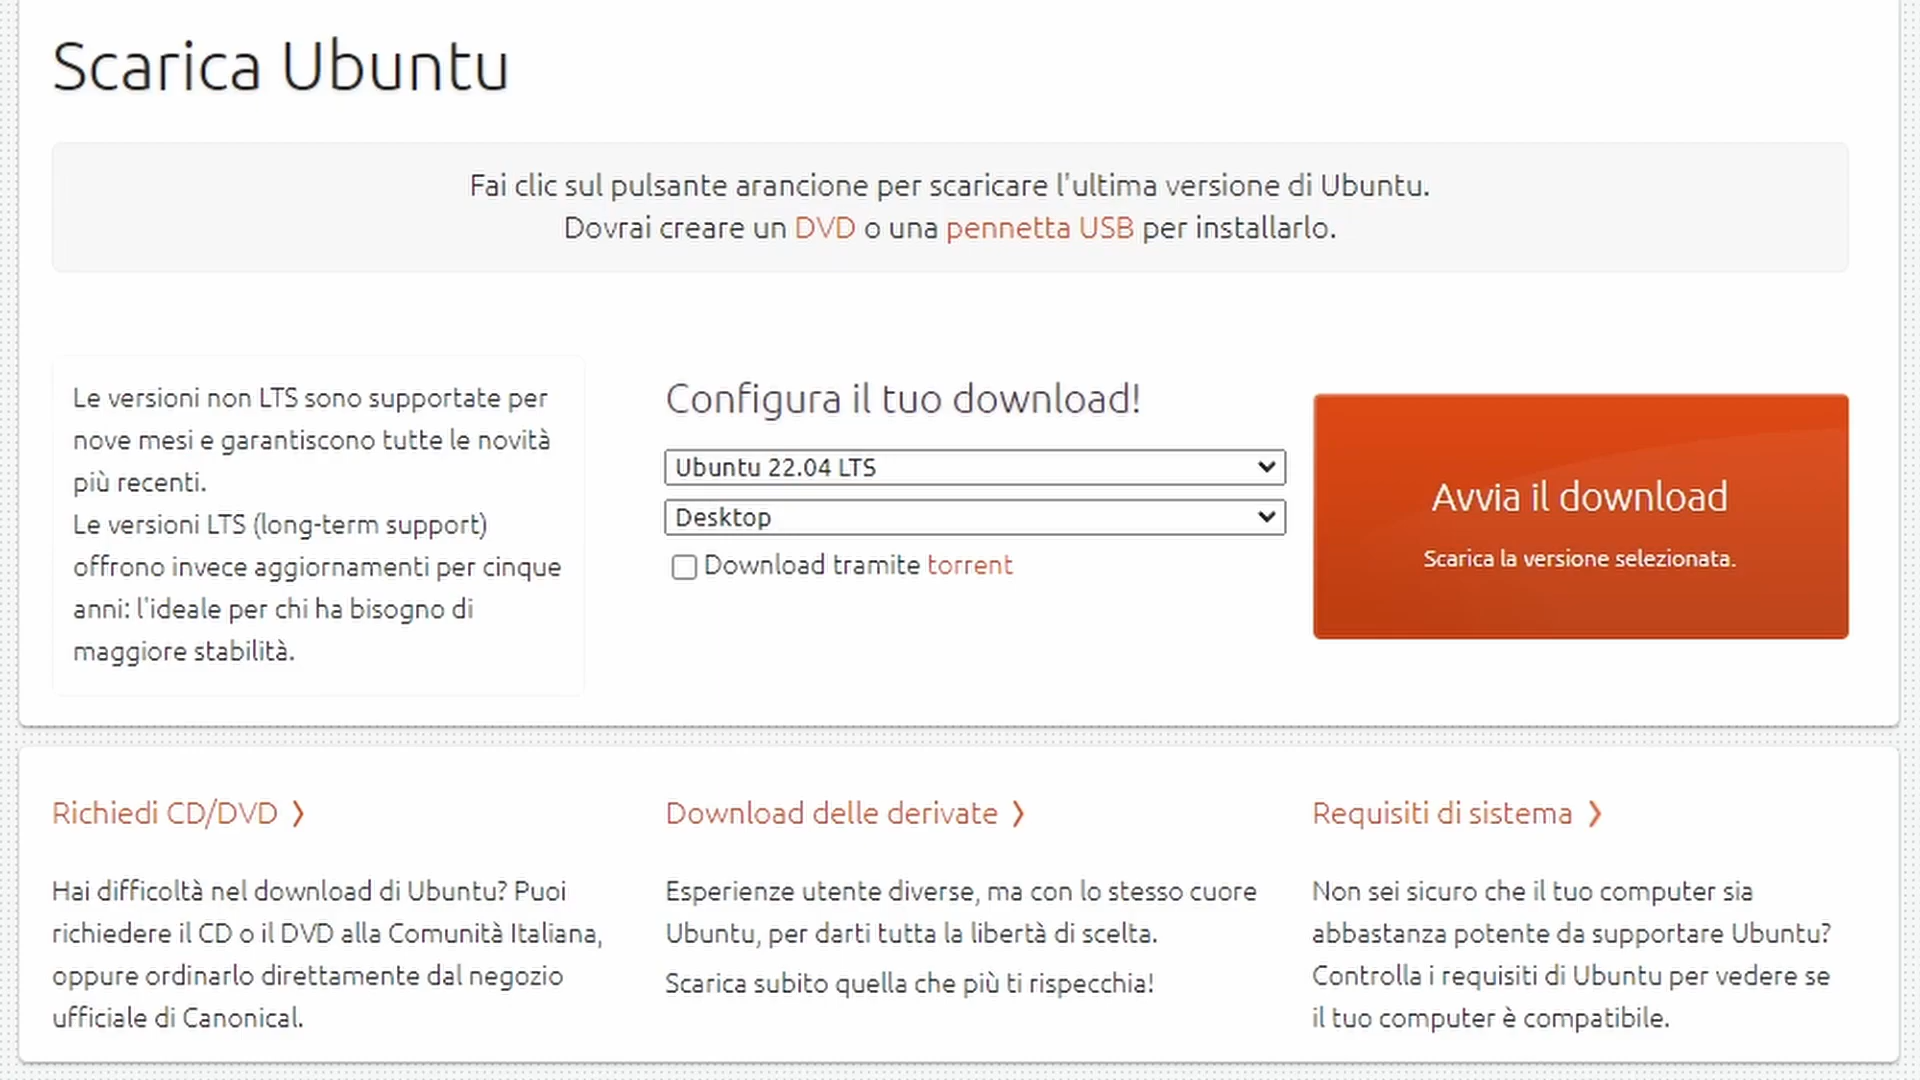 Scarica Ubuntu
Fai clic sul pulsante arancione per scaricare l'ultima versione di Ubuntu.
Dovrai creare un DVD o una pennetta USB per installarlo.
Le versioni non LTS sono supportate per
nove mesi e garantiscono tutte le novità
più recenti.
Le versioni LTS (long-term support)
offrono invece aggiornamenti per cinque
anni: l'ideale per chi ha bisogno di
maggiore stabilità.
Configura il tuo download!
Ubuntu 22.04 LTS
Desktop
Download tramite torrent
Avvia il download
Scarica la versione selezionata.
Richiedi CD/DVD ❯
Hai difficoltà nel download di Ubuntu? Puoi
richiedere il CD o il DVD alla Comunità Italiana,
oppure ordinarlo direttamente dal negozio
ufficiale di Canonical.
Download delle derivate ❯
Esperienze utente diverse, ma con lo stesso cuore
Ubuntu, per darti tutta la libertà di scelta.
Scarica subito quella che più ti rispecchia!
Requisiti di sistema ❯
Non sei sicuro che il tuo computer sia
abbastanza potente da supportare Ubuntu?
Controlla i requisiti di Ubuntu per vedere se
il tuo computer è compatibile.